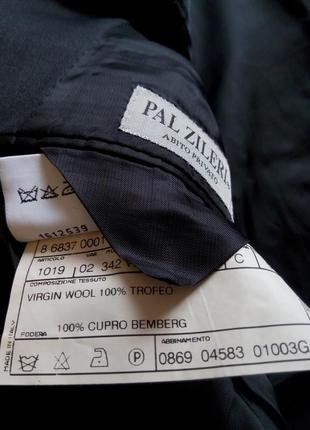 PAL ZILERI
ABITO PRIVATO
1512539
8 6837 0001
ARTICOLO
1019 02 342 C
COMPOSIZIONE TESSUTO
VIRGIN WOOL 100% TROFEO
FODERA 100% CUPRO BEMBERG
MADE IN ITALY
ABBINAMENTO
0869 04583 01003G